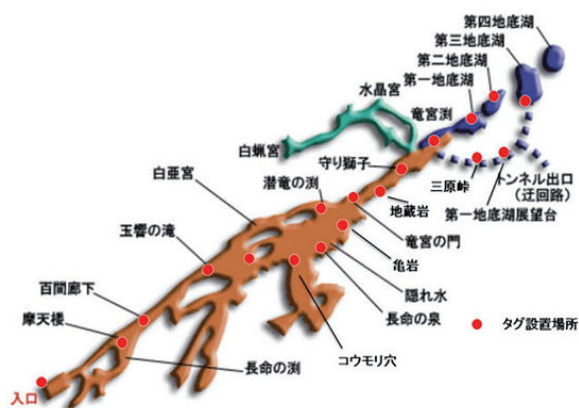 第四地底湖
第三地底湖
第二地底湖
第一地底湖
水晶宮
竜宮渕
白蝋宮
守り獅子
白亜宮
潜竜の渕
三原峠
トンネル出口
(迂回路)
第一地底湖展望台
地蔵岩
玉響の滝
竜宮の門
亀岩
百間廊下
隠れ水
長命の泉
摩天楼
タグ設置場所
コウモリ穴
長命の渕
入口